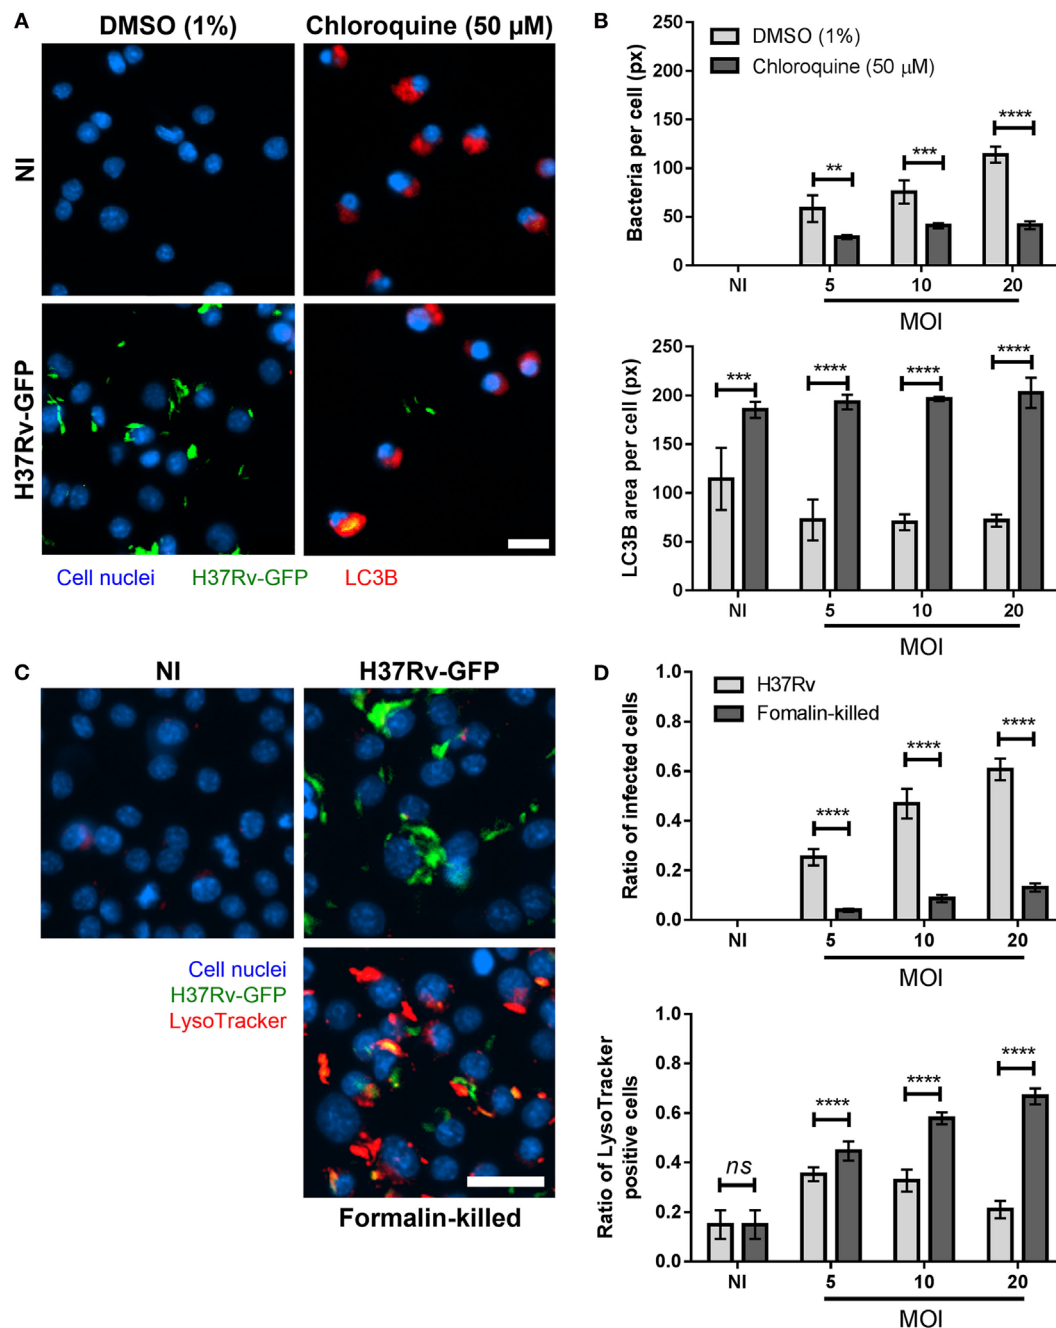 A
DMSO (1%) Chloroquine (50 µM)
NI
H37Rv-GFP
Cell nuclei H37Rv-GFP LC3B
B
Bacteria per cell (px)
250
200
150
100
50
0
DMSO (1%)
Chloroquine (50 µM)
** *** ****
NI 5 10 20
MOI
LC3B area per cell (px)
250
200
150
100
50
0
*** **** **** ****
NI 5 10 20
MOI
C
NI H37Rv-GFP
Cell nuclei
H37Rv-GFP
LysoTracker
Formalin-killed
D
Ratio of infected cells
1.0
0.8
0.6
0.4
0.2
0.0
H37Rv
Fomalin-killed
**** **** ****
NI 5 10 20
MOI
Ratio of LysoTracker
positive cells
1.0
0.8
0.6
0.4
0.2
0.0
ns **** **** ****
NI 5 10 20
MOI